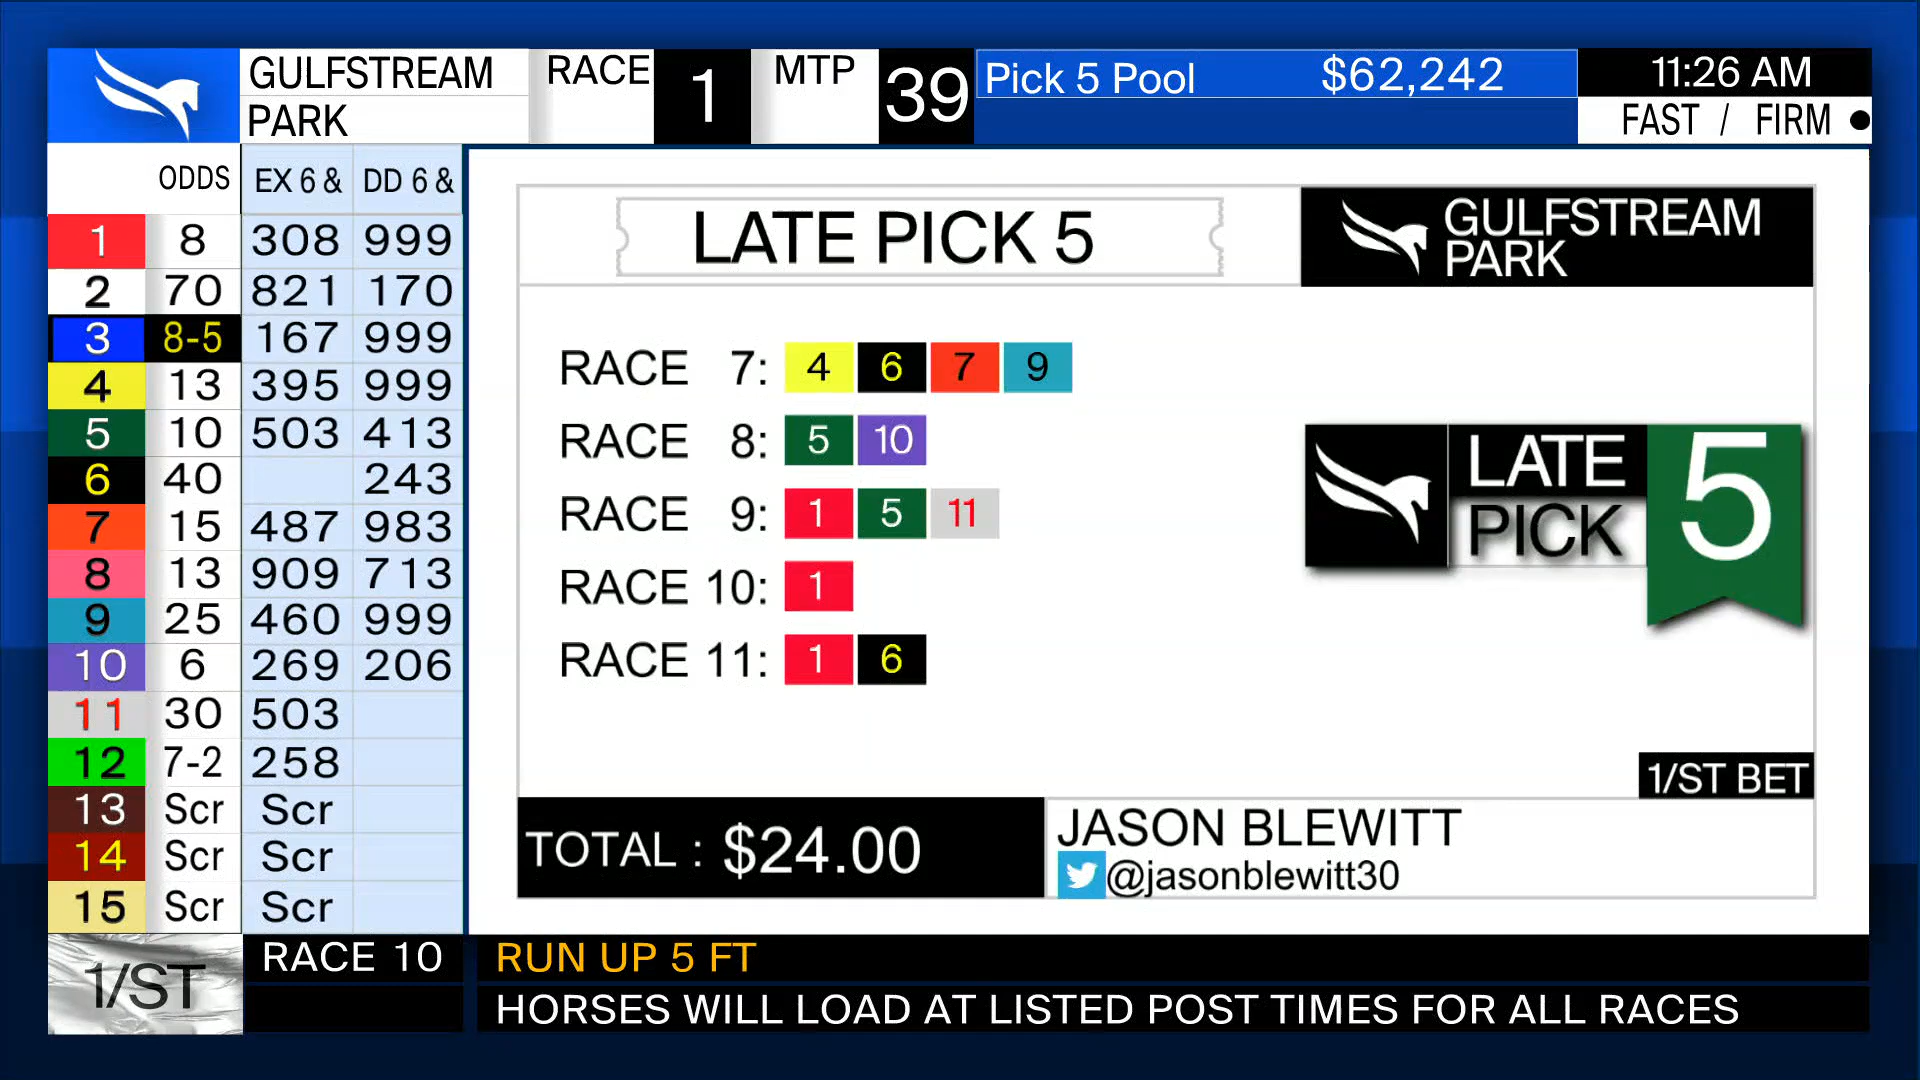 GULFSTREAM PARK RACE 1 MTP 39 Pick 5 Pool $62,242 11:26 AM
FAST / FIRM
ODDS EX 6 & DD 6 &
1 8 308 999
2 70 821 170
3 8-5 167 999
4 13 395 999
5 10 503 413
6 40 243
7 15 487 983
8 13 909 713
9 25 460 999
10 6 269 206
11 30 503
12 7-2 258
13 Scr Scr
14 Scr Scr
15 Scr Scr
LATE PICK 5
GULFSTREAM
PARK
RACE 7: 4 6 7 9
RACE 8: 5 10
RACE 9: 1 5 11
RACE 10: 1
RACE 11: 1 6
LATE
PICK 5
1/ST BET
TOTAL : $24.00
JASON BLEWITT
@jasonblewitt30
1/ST
RACE 10 RUN UP 5 FT
HORSES WILL LOAD AT LISTED POST TIMES FOR ALL RACES